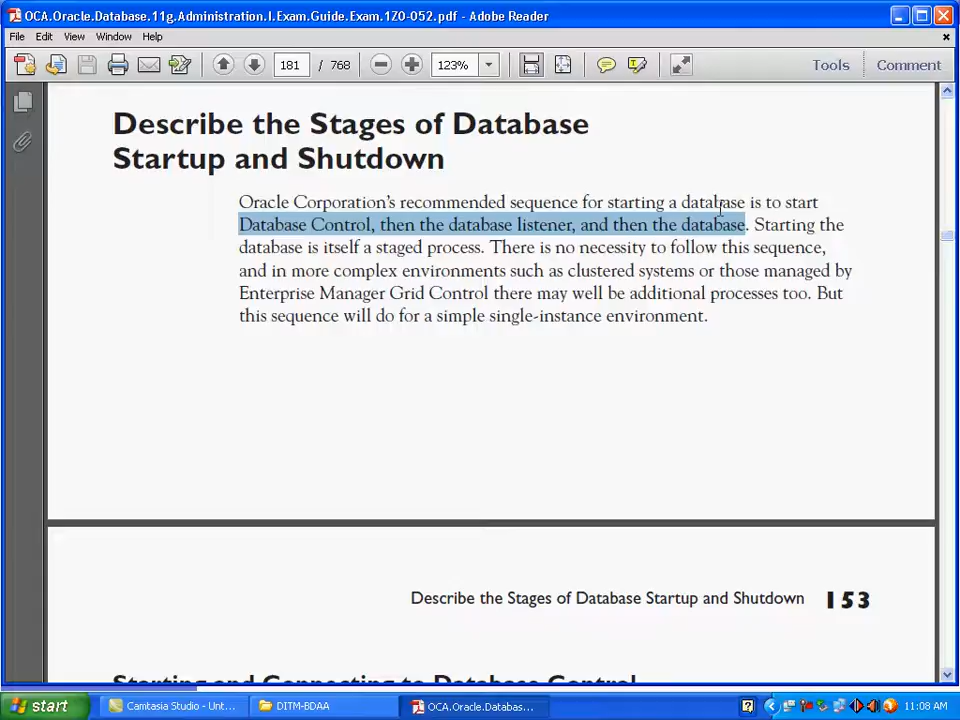 OCA.Oracle.Database.11g.Administration.I.Exam.Guide.Exam.1Z0-052.pdf - Adobe Reader
File Edit View Window Help
181 / 768 123% Tools Comment
Describe the Stages of Database
Startup and Shutdown
Oracle Corporation's recommended sequence for starting a database is to start
Database Control, then the database listener, and then the database. Starting the
database is itself a staged process. There is no necessity to follow this sequence,
and in more complex environments such as clustered systems or those managed by
Enterprise Manager Grid Control there may well be additional processes too. But
this sequence will do for a simple single-instance environment.
Describe the Stages of Database Startup and Shutdown 153
Starting and Connecting to Database Control
start Camtasia Studio - Unt... DITM-BDAA OCA.Oracle.Databas... 11:08 AM